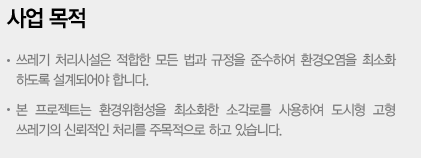 사업 목적
• 쓰레기 처리시설은 적합한 모든 법과 규정을 준수하여 환경오염을 최소화
하도록 설계되어야 합니다.
• 본 프로젝트는 환경위험성을 최소화한 소각로를 사용하여 도시형 고형
쓰레기의 신뢰적인 처리를 주목적으로 하고 있습니다.